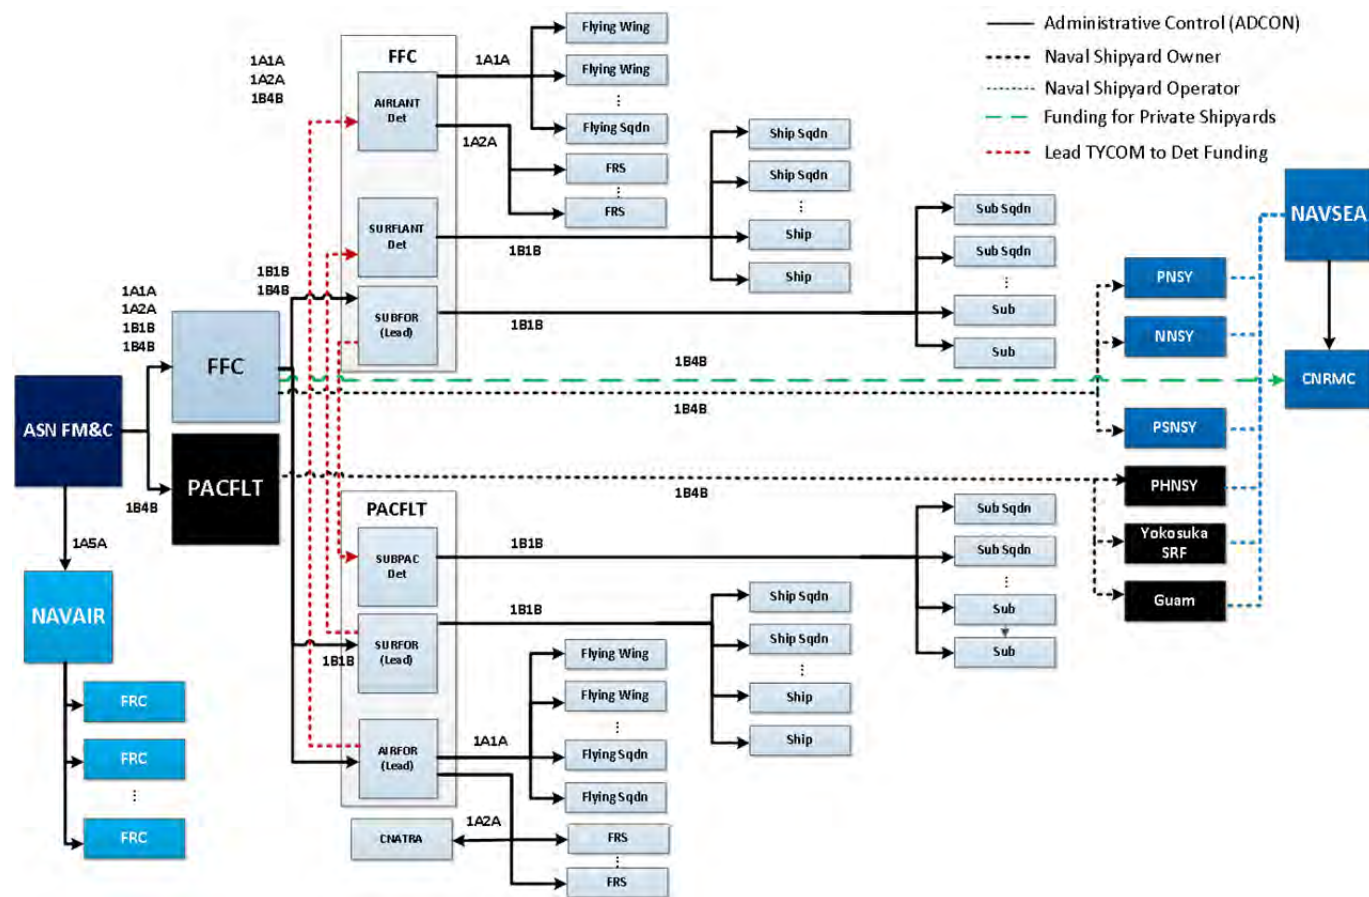 Administrative Control (ADCON)
Naval Shipyard Owner
Naval Shipyard Operator
Funding for Private Shipyards
Lead TYCOM to Det Funding
ASN FM&C
1A1A
1A2A
1B1B
1B4B
FFC
1B4B
PACFLT
1A5A
NAVAIR
FRC
FRC
⋮
FRC
1A1A
1A2A
1B4B
1B1B
1B4B
FFC
AIRLANT
Det
SURFLANT
Det
SUBFOR
(Lead)
1A1A
Flying Wing
Flying Wing
⋮
Flying Sqdn
1A2A
FRS
⋮
FRS
1B1B
Ship Sqdn
Ship Sqdn
⋮
Ship
Ship
1B1B
Sub Sqdn
Sub Sqdn
⋮
Sub
Sub
1B4B
1B4B
1B4B
PACFLT
SUBPAC
Det
SURFOR
(Lead)
1B1B
AIRFOR
(Lead)
1B1B
Sub Sqdn
Sub Sqdn
⋮
Sub
Sub
1B1B
Ship Sqdn
Ship Sqdn
⋮
Ship
Ship
1A1A
Flying Wing
Flying Wing
⋮
Flying Sqdn
Flying Sqdn
1A2A
CNATRA
FRS
⋮
FRS
NAVSEA
CNRMC
PNSY
NNSY
PSNSY
PHNSY
Yokosuka
SRF
Guam